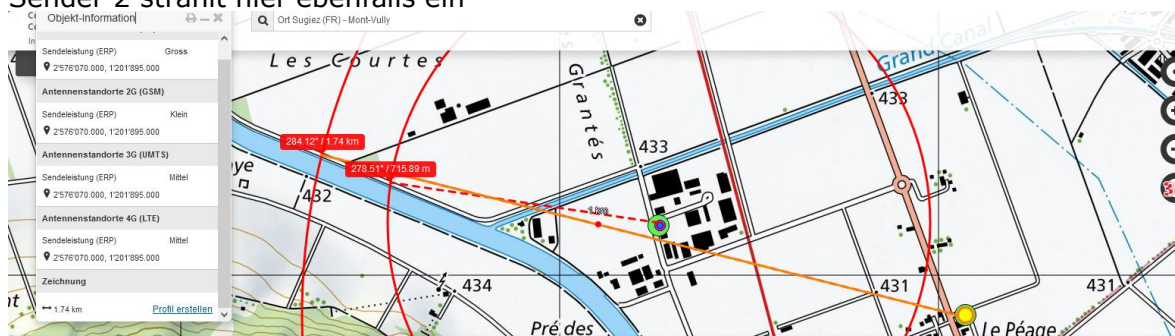 Sender 2 strahlt hier ebenfalls ein
Objekt-Information
Ort Sugiez (FR) - Mont-Vully
Sendeleistung (ERP) Gross
2'576'070.000, 1'201'895.000
Antennenstandorte 2G (GSM)
Sendeleistung (ERP) Klein
2'576'070.000, 1'201'895.000
Antennenstandorte 3G (UMTS)
Sendeleistung (ERP) Mittel
2'576'070.000, 1'201'895.000
Antennenstandorte 4G (LTE)
Sendeleistung (ERP) Mittel
2'576'070.000, 1'201'895.000
Zeichnung
1.74 km Profil erstellen
Les Courtes
Girantés
Grand Canal
433
433
284.12° / 1.74 km
278.51° / 715.89 m
432
1 km
434
431
431
Pré des
Le Péage